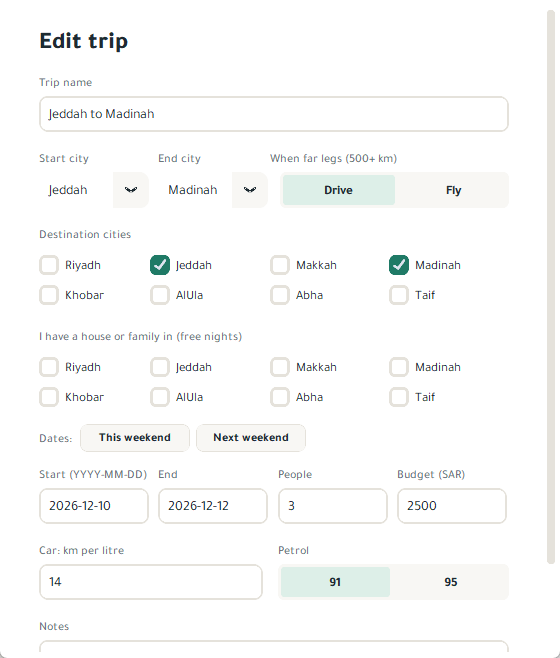 Edit trip
Trip name
Jeddah to Madinah
Start city End city When far legs (500+ km)
Jeddah Madinah Drive Fly
Destination cities
Riyadh Jeddah Makkah Madinah
Khobar AlUla Abha Taif
I have a house or family in (free nights)
Riyadh Jeddah Makkah Madinah
Khobar AlUla Abha Taif
Dates: This weekend Next weekend
Start (YYYY-MM-DD) End People Budget (SAR)
2026-12-10 2026-12-12 3 2500
Car: km per litre Petrol
14 91 95
Notes